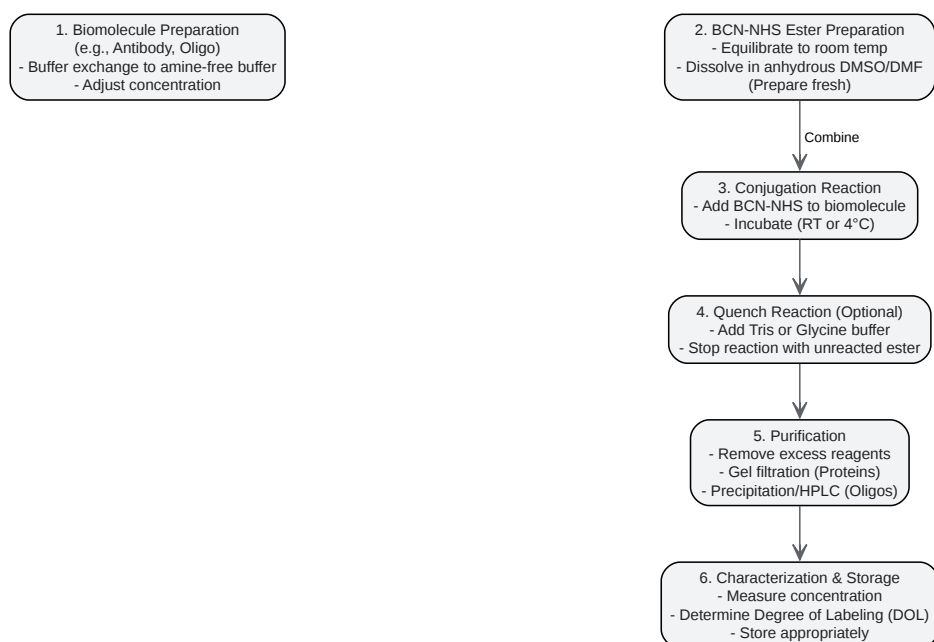 1. Biomolecule Preparation
(e.g., Antibody, Oligo)
- Buffer exchange to amine-free buffer
- Adjust concentration
2. BCN-NHS Ester Preparation
- Equilibrate to room temp
- Dissolve in anhydrous DMSO/DMF
(Prepare fresh)
Combine
3. Conjugation Reaction
- Add BCN-NHS to biomolecule
- Incubate (RT or 4°C)
4. Quench Reaction (Optional)
- Add Tris or Glycine buffer
- Stop reaction with unreacted ester
5. Purification
- Remove excess reagents
- Gel filtration (Proteins)
- Precipitation/HPLC (Oligos)
6. Characterization & Storage
- Measure concentration
- Determine Degree of Labeling (DOL)
- Store appropriately